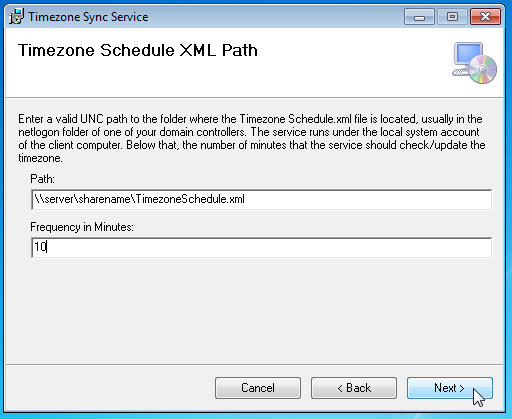 Timezone Sync Service
Timezone Schedule XML Path
Enter a valid UNC path to the folder where the Timezone Schedule.xml file is located, usually in the
netlogon folder of one of your domain controllers. The service runs under the local system account
of the client computer. Below that, the number of minutes that the service should check/update the
timezone.
Path:
\\server\sharename\TimezoneSchedule.xml
Frequency in Minutes:
10
Cancel
< Back
Next >